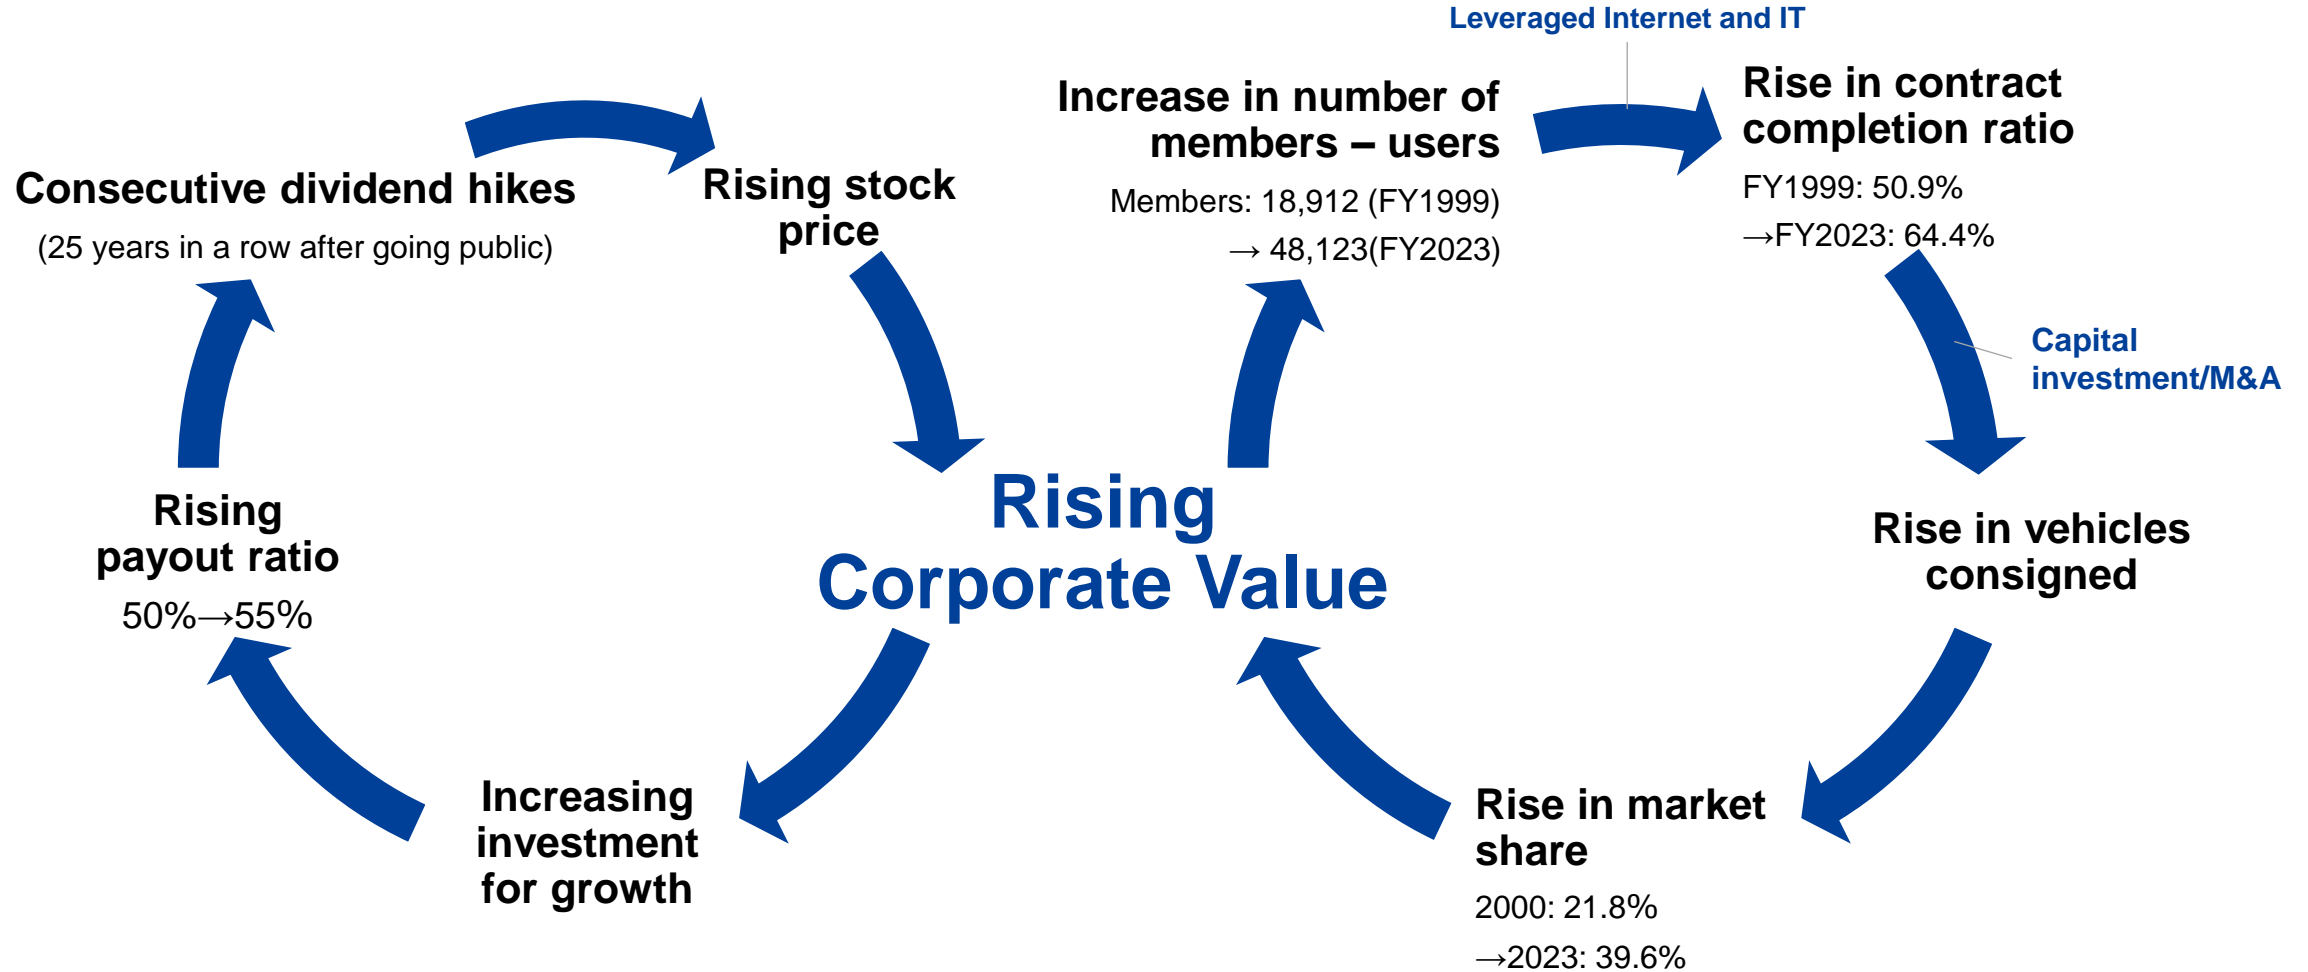 Leveraged Internet and IT
Consecutive dividend hikes
(25 years in a row after going public)
Rising stock
price
Increase in number of
members – users
Members: 18,912 (FY1999)
→ 48,123(FY2023)
Rise in contract
completion ratio
FY1999: 50.9%
→FY2023: 64.4%
Capital
investment/M&A
Rising
payout ratio
50%→55%
Rising
Corporate Value
Rise in vehicles
consigned
Increasing
investment
for growth
Rise in market
share
2000: 21.8%
→2023: 39.6%